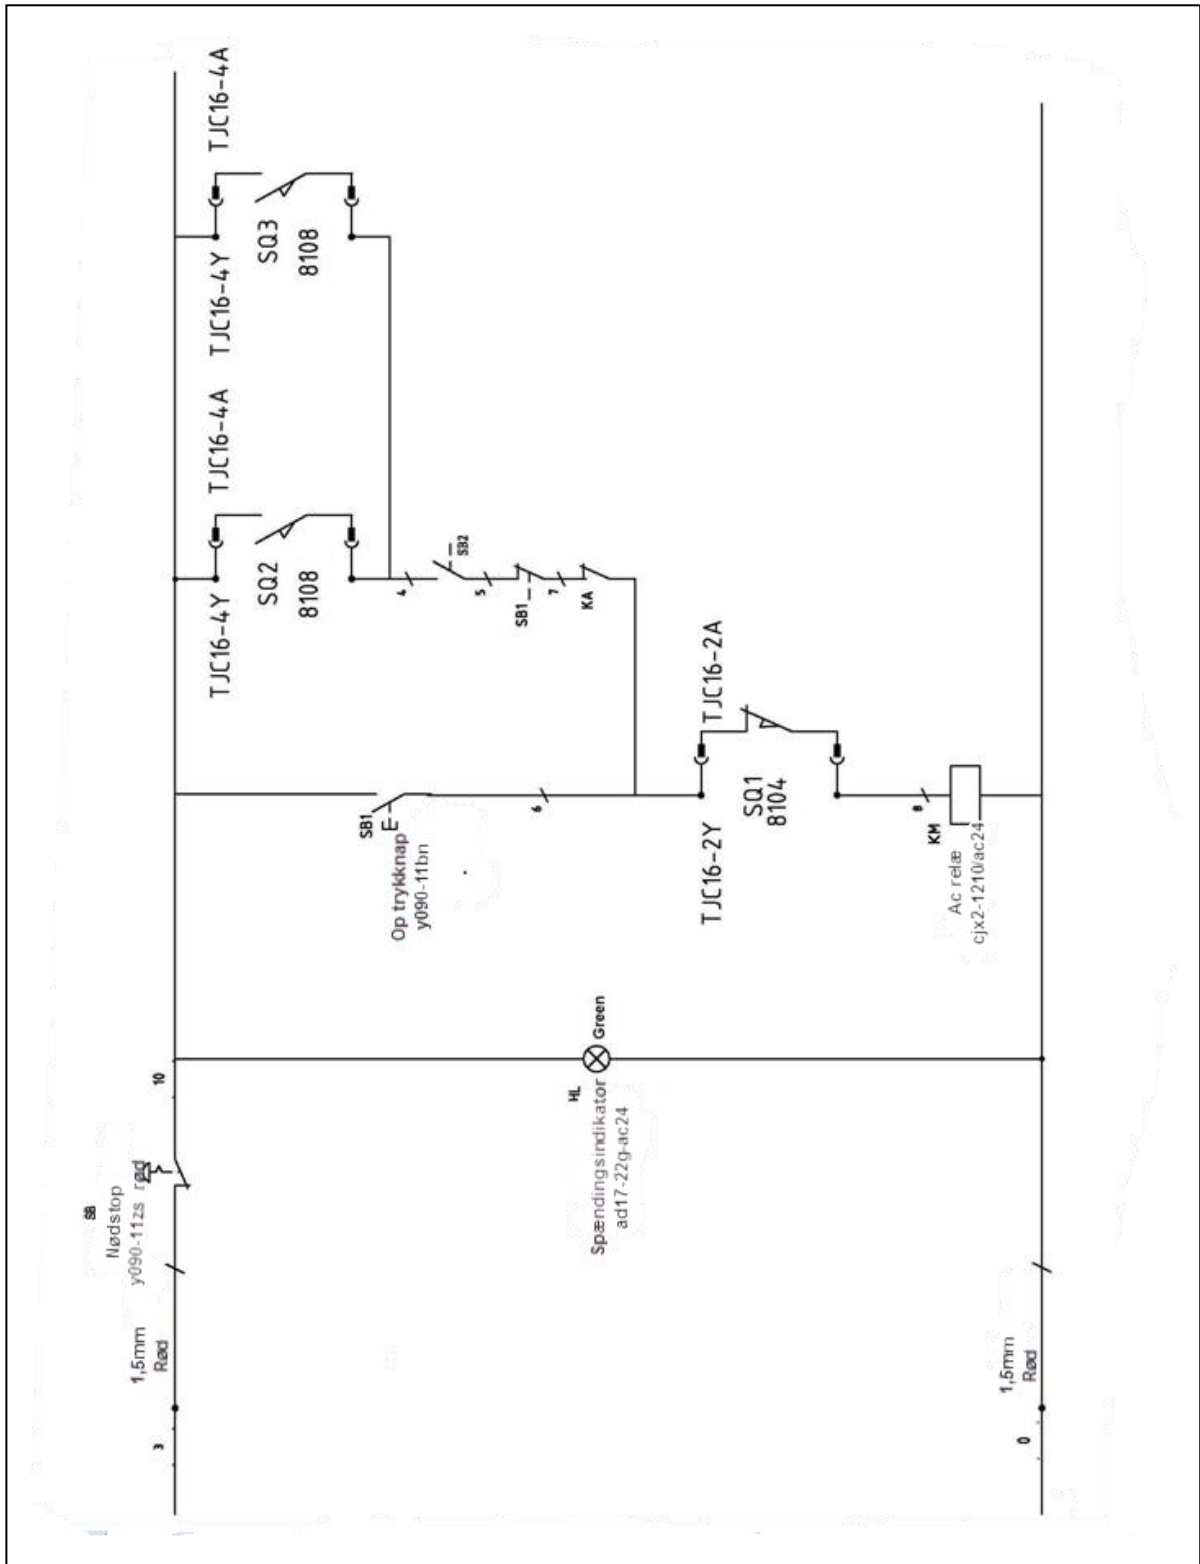 TJC16-4A
SQ3
8108
TJC16-4Y
TJC16-4A
SQ2
8108
TJC16-4Y
4
SB2
5
SB1
7
KA
TJC16-2A
SQ1
8104
TJC16-2Y
SB1
Op trykknap
y090-11bn
6
8
KM
Ac relæ
cjx2-1210/ac24
Green
HL
Spændingsindikator
ad17-22g-ac24
10
SB
Nødstop
y090-11zs rød
1,5mm
Rød
3
1,5mm
Rød
0